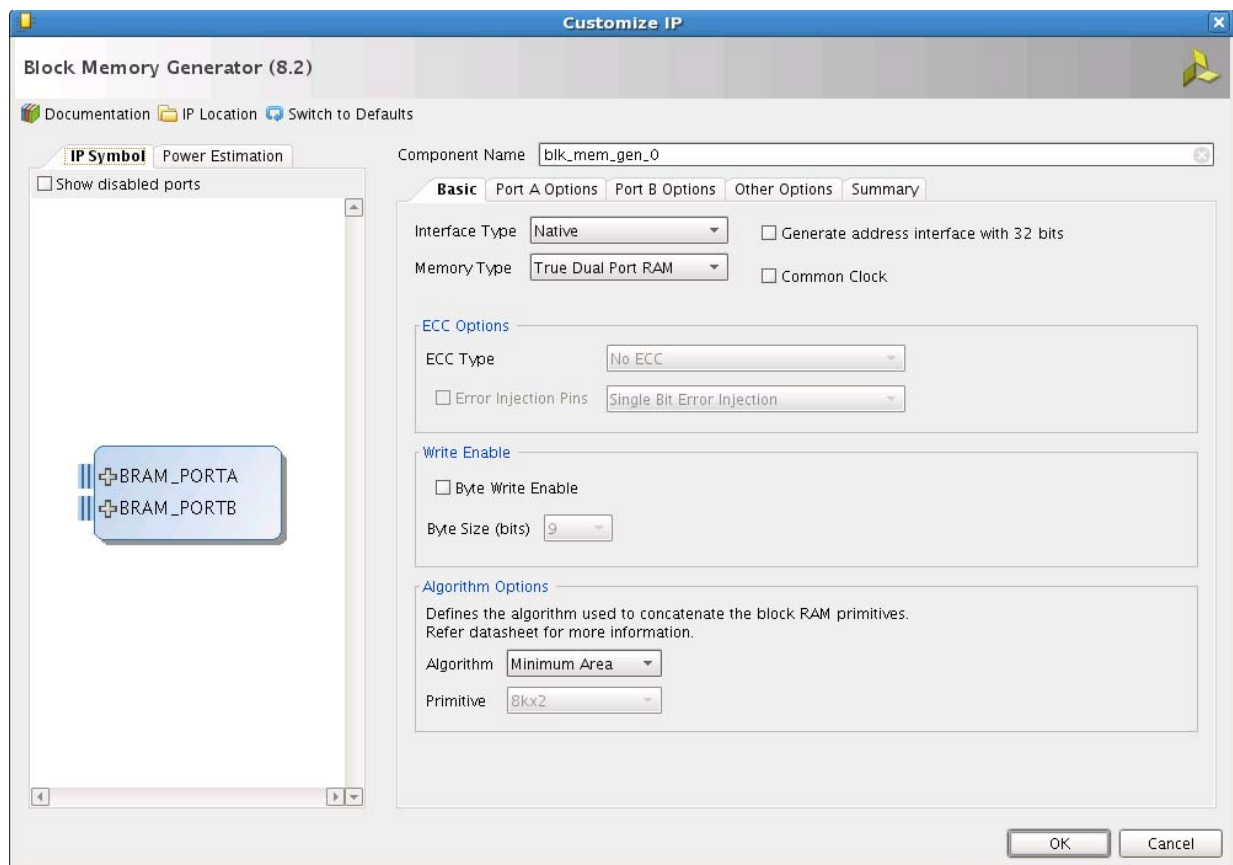 Customize IP
Block Memory Generator (8.2)
Documentation IP Location Switch to Defaults
IP Symbol Power Estimation
Show disabled ports
BRAM_PORTA
BRAM_PORTB
Component Name blk_mem_gen_0
Basic Port A Options Port B Options Other Options Summary
Interface Type Native Generate address interface with 32 bits
Memory Type True Dual Port RAM Common Clock
ECC Options
ECC Type No ECC
Error Injection Pins Single Bit Error Injection
Write Enable
Byte Write Enable
Byte Size (bits) 9
Algorithm Options
Defines the algorithm used to concatenate the block RAM primitives.
Refer datasheet for more information.
Algorithm Minimum Area
Primitive 8kx2
OK Cancel